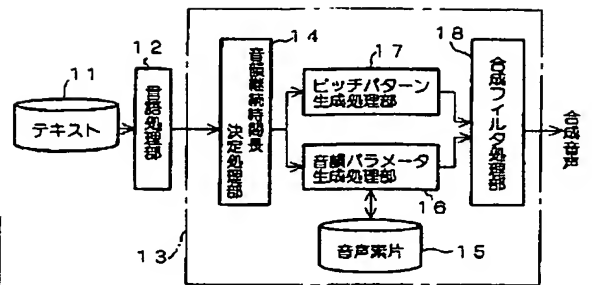 11
テキスト
12
言語処理部
13
14
音韻継続時間長
決定処理部
17
ピッチパターン
生成処理部
音韻パラメータ
生成処理部
16
音声素片
15
18
合成フィルタ処理部
合成音声